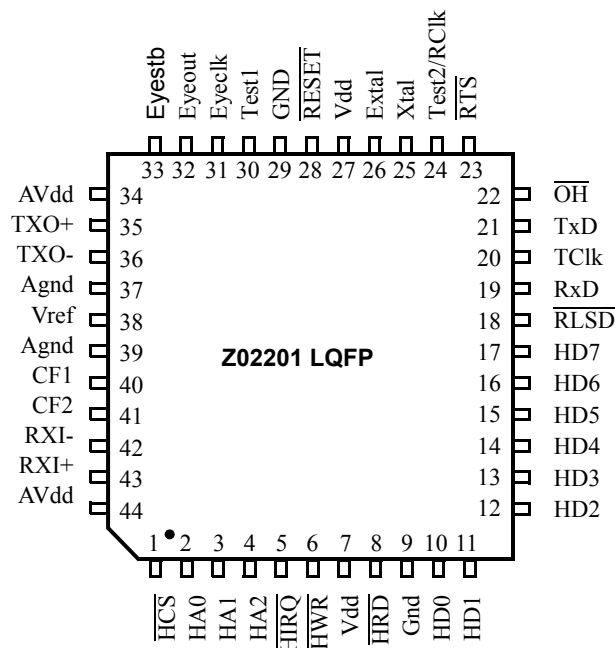 Eyestb
Eyeout
Eyeclk
Test1
GND
RESET
Vdd
Extal
Xtal
Test2/RClk
RTS
33 32 31 30 29 28 27 26 25 24 23
AVdd 34
TXO+ 35
TXO- 36
Agnd 37
Vref 38
Agnd 39
CF1 40
CF2 41
RXI- 42
RXI+ 43
AVdd 44
Z02201 LQFP
22 OH
21 TxD
20 TClk
19 RxD
18 RLSD
17 HD7
16 HD6
15 HD5
14 HD4
13 HD3
12 HD2
1 2 3 4 5 6 7 8 9 10 11
HCS
HA0
HA1
HA2
HIRQ
HWR
Vdd
HRD
Gnd
HD0
HD1